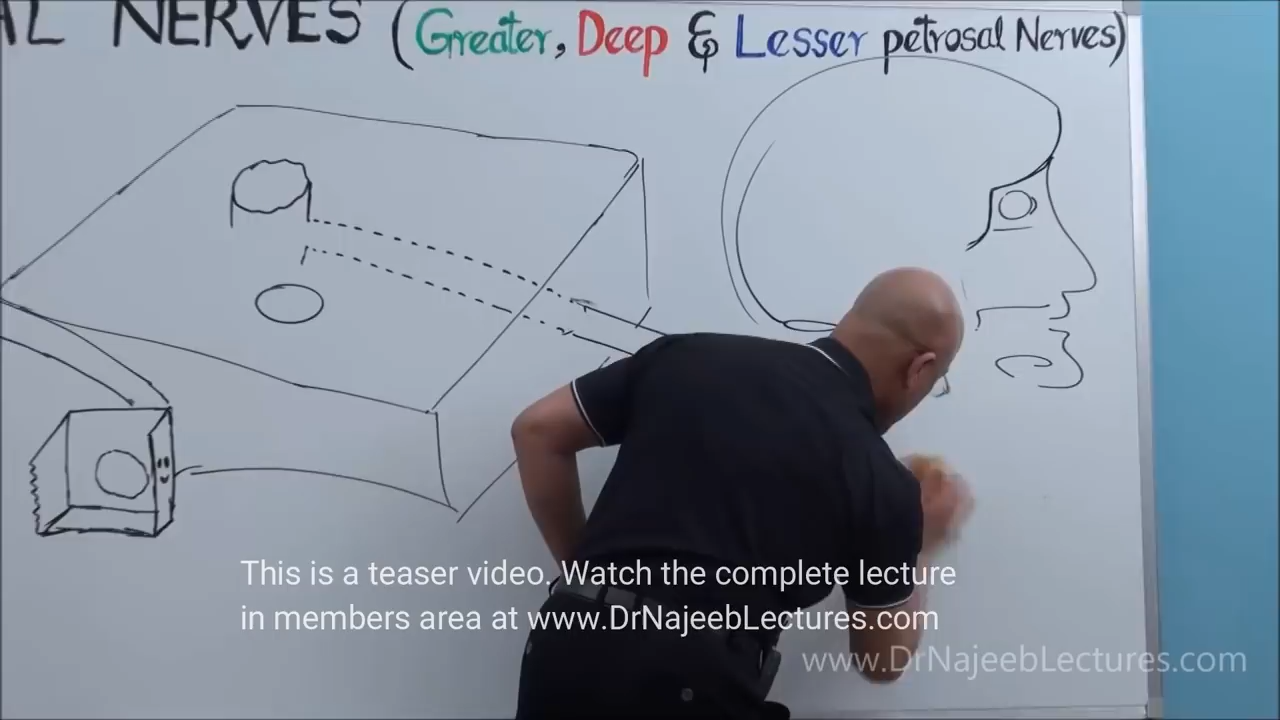 NERVES (Greater, Deep & Lesser petrosal Nerves)
This is a teaser video. Watch the complete lecture
in members area at www.DrNajeebLectures.com
www.DrNajeebLectures.com